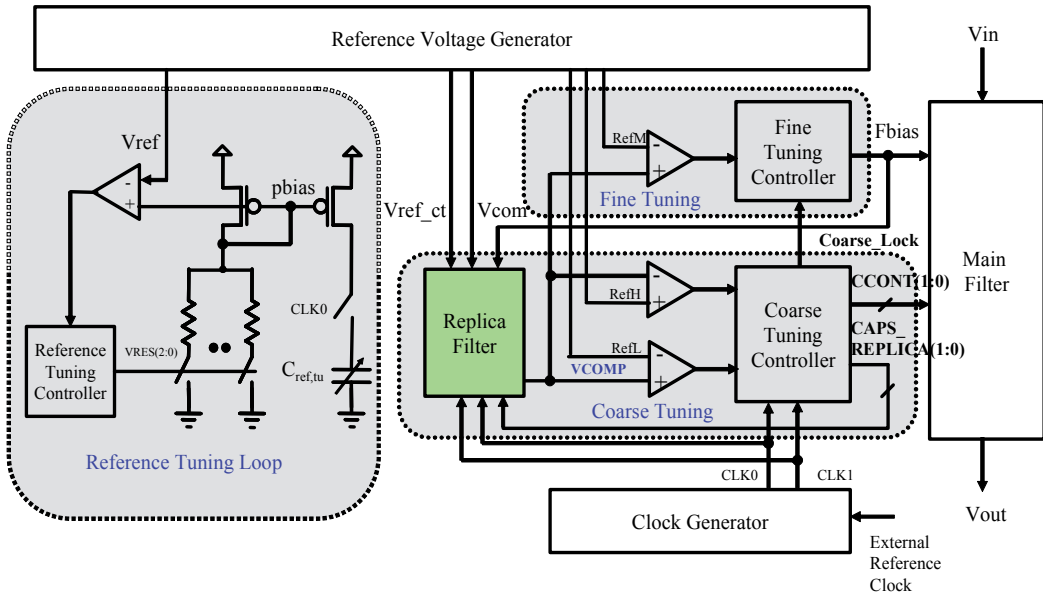 Reference Voltage Generator
Vin
Vref
-
+
pbias
CLK0
VRES(2:0)
C_ref,tu
Reference
Tuning
Controller
Reference Tuning Loop
Vref_ct
Vcom
RefM
-
+
Fine
Tuning
Controller
Fine Tuning
Fbias
Coarse_Lock
Replica
Filter
-
RefH
+
RefL
-
VCOMP
+
Coarse
Tuning
Controller
Coarse Tuning
CCONT(1:0)
CAPS_
REPLICA(1:0)
Main
Filter
CLK0
CLK1
Clock Generator
External
Reference
Clock
Vout